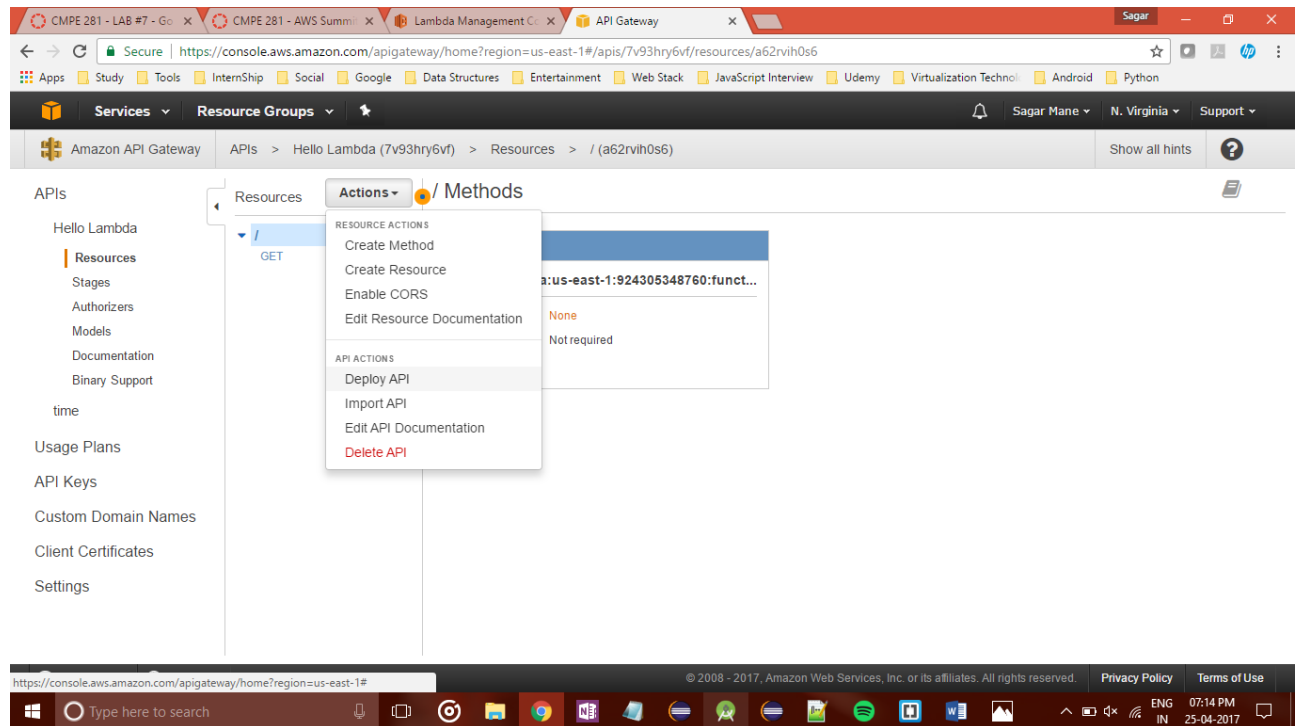 CMPE 281 - LAB #7 - Go
CMPE 281 - AWS Summi
Lambda Management Co
API Gateway
Sagar
Secure | https://console.aws.amazon.com/apigateway/home?region=us-east-1#/apis/7v93hry6vf/resources/a62rvih0s6
Apps Study Tools InternShip Social Google Data Structures Entertainment Web Stack JavaScript Interview Udemy Virtualization Technol Android Python
Services Resource Groups Sagar Mane N. Virginia Support
Amazon API Gateway APIs > Hello Lambda (7v93hry6vf) > Resources > / (a62rvih0s6) Show all hints
APIs
Hello Lambda
Resources
Stages
Authorizers
Models
Documentation
Binary Support
time
Usage Plans
API Keys
Custom Domain Names
Client Certificates
Settings
Resources
/
GET
Actions
RESOURCE ACTIONS
Create Method
Create Resource
Enable CORS
Edit Resource Documentation
API ACTIONS
Deploy API
Import API
Edit API Documentation
Delete API
/ Methods
a:us-east-1:924305348760:funct...
None
Not required
https://console.aws.amazon.com/apigateway/home?region=us-east-1#
© 2008 - 2017, Amazon Web Services, Inc. or its affiliates. All rights reserved. Privacy Policy Terms of Use
Type here to search
ENG
IN
07:14 PM
25-04-2017